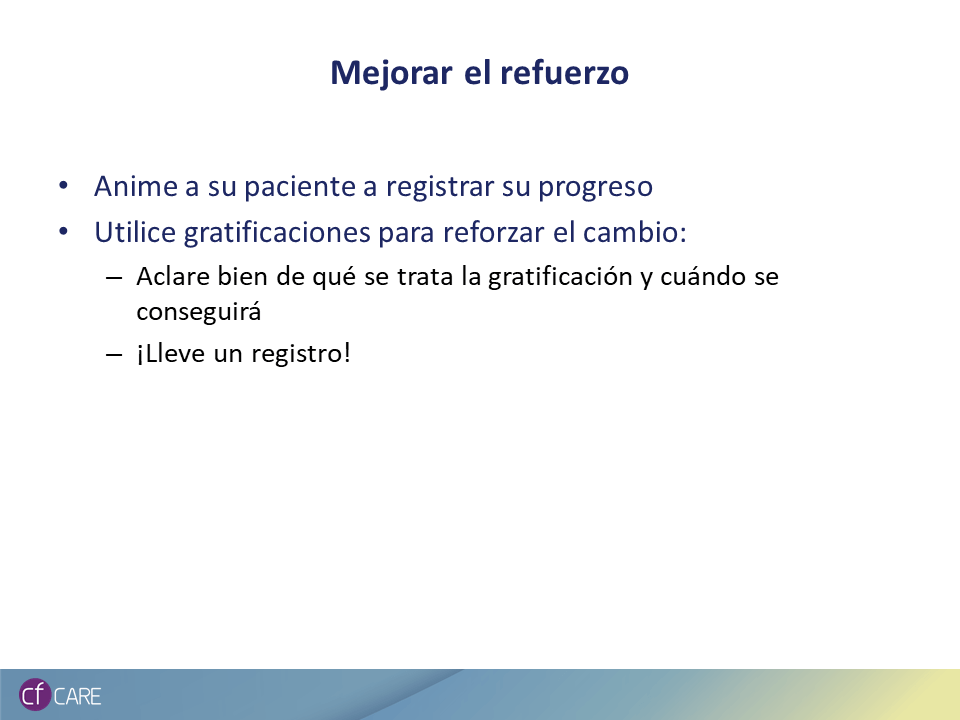 Mejorar el refuerzo
• Anime a su paciente a registrar su progreso
• Utilice gratificaciones para reforzar el cambio:
– Aclare bien de qué se trata la gratificación y cuándo se
conseguirá
– ¡Lleve un registro!
cf CARE